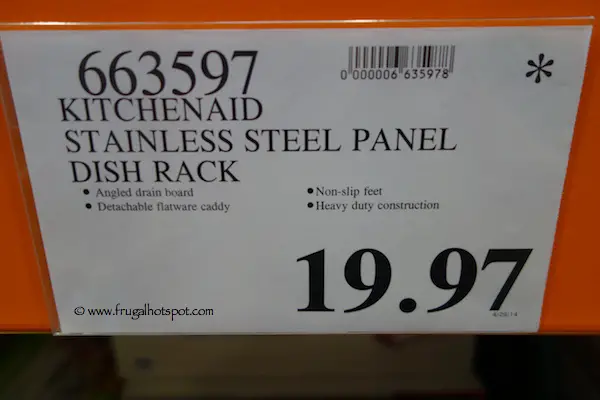 663597
0 000006 635978
*
KITCHENAID
STAINLESS STEEL PANEL
DISH RACK
• Angled drain board
• Detachable flatware caddy
• Non-slip feet
• Heavy duty construction
19.97
© www.frugalhotspot.com